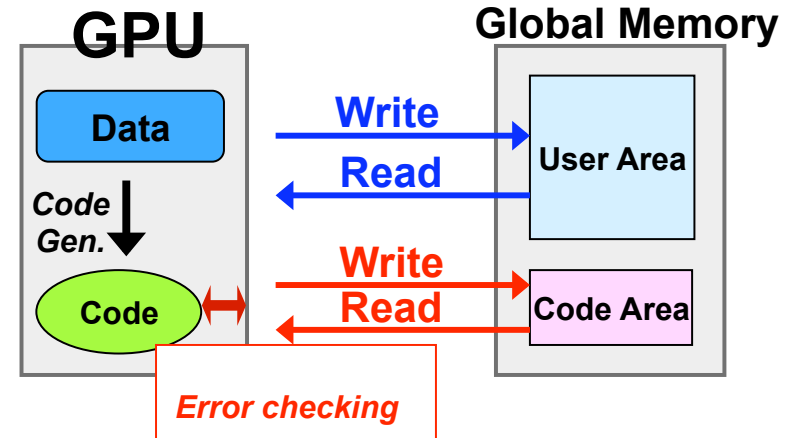 GPU
Global Memory
Data
Write
User Area
Read
Code
Gen.
Write
Code
Read
Code Area
Error checking